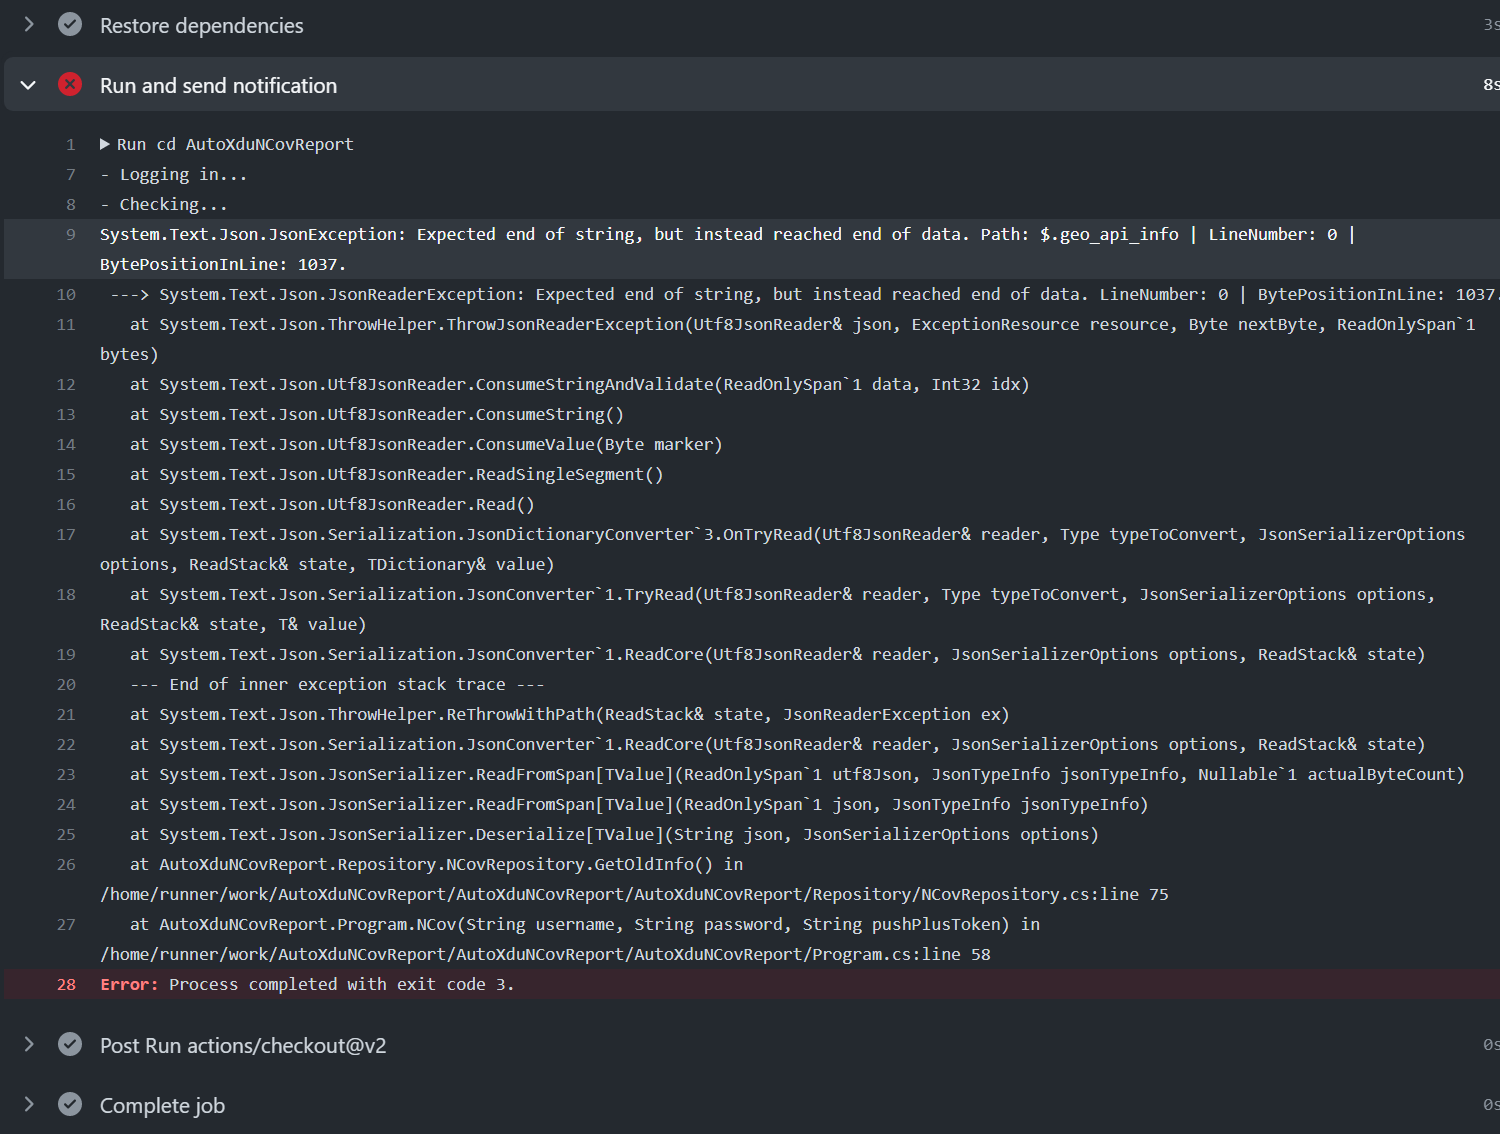 Restore dependencies 3s
Run and send notification 8s
1 Run cd AutoXduNCovReport
7 - Logging in...
8 - Checking...
9 System.Text.Json.JsonException: Expected end of string, but instead reached end of data. Path: $.geo_api_info | LineNumber: 0 |
BytePositionInLine: 1037.
10 ---> System.Text.Json.JsonReaderException: Expected end of string, but instead reached end of data. LineNumber: 0 | BytePositionInLine: 1037.
11 at System.Text.Json.ThrowHelper.ThrowJsonReaderException(Utf8JsonReader& json, ExceptionResource resource, Byte nextByte, ReadOnlySpan`1
bytes)
12 at System.Text.Json.Utf8JsonReader.ConsumeStringAndValidate(ReadOnlySpan`1 data, Int32 idx)
13 at System.Text.Json.Utf8JsonReader.ConsumeString()
14 at System.Text.Json.Utf8JsonReader.ConsumeValue(Byte marker)
15 at System.Text.Json.Utf8JsonReader.ReadSingleSegment()
16 at System.Text.Json.Utf8JsonReader.Read()
17 at System.Text.Json.Serialization.JsonDictionaryConverter`3.OnTryRead(Utf8JsonReader& reader, Type typeToConvert, JsonSerializerOptions
options, ReadStack& state, TDictionary& value)
18 at System.Text.Json.Serialization.JsonConverter`1.TryRead(Utf8JsonReader& reader, Type typeToConvert, JsonSerializerOptions options,
ReadStack& state, T& value)
19 at System.Text.Json.Serialization.JsonConverter`1.ReadCore(Utf8JsonReader& reader, JsonSerializerOptions options, ReadStack& state)
20 --- End of inner exception stack trace ---
21 at System.Text.Json.ThrowHelper.ReThrowWithPath(ReadStack& state, JsonReaderException ex)
22 at System.Text.Json.Serialization.JsonConverter`1.ReadCore(Utf8JsonReader& reader, JsonSerializerOptions options, ReadStack& state)
23 at System.Text.Json.JsonSerializer.ReadFromSpan[TValue](ReadOnlySpan`1 utf8Json, JsonTypeInfo jsonTypeInfo, Nullable`1 actualByteCount)
24 at System.Text.Json.JsonSerializer.ReadFromSpan[TValue](ReadOnlySpan`1 json, JsonTypeInfo jsonTypeInfo)
25 at System.Text.Json.JsonSerializer.Deserialize[TValue](String json, JsonSerializerOptions options)
26 at AutoXduNCovReport.Repository.NCovRepository.GetOldInfo() in
/home/runner/work/AutoXduNCovReport/AutoXduNCovReport/AutoXduNCovReport/Repository/NCovRepository.cs:line 75
27 at AutoXduNCovReport.Program.NCov(String username, String password, String pushPlusToken) in
/home/runner/work/AutoXduNCovReport/AutoXduNCovReport/AutoXduNCovReport/Program.cs:line 58
28 Error: Process completed with exit code 3.
Post Run actions/checkout@v2 0s
Complete job 0s